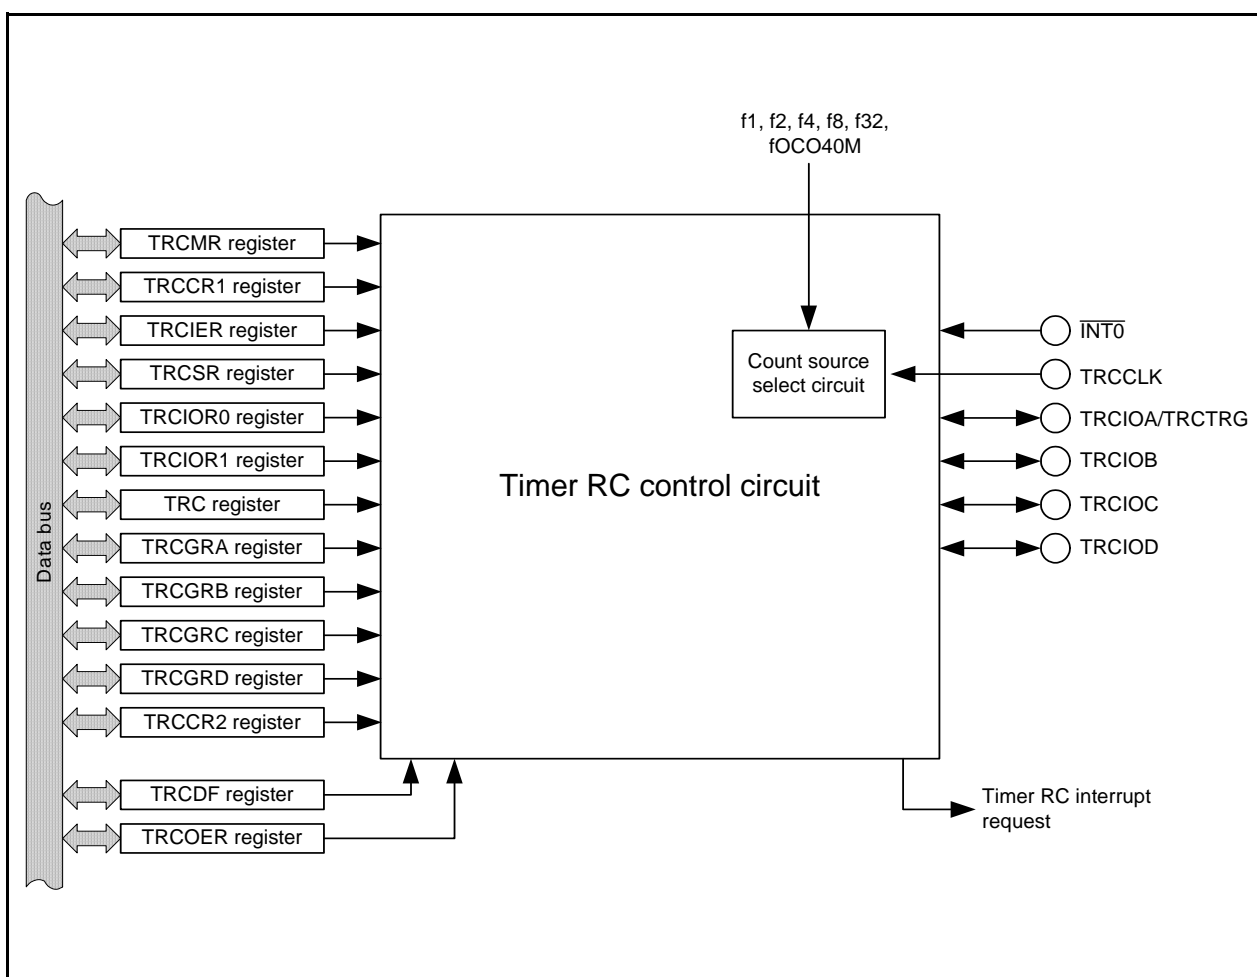 f1, f2, f4, f8, f32,
fOCO40M
Data bus
TRCMR register
TRCCR1 register
TRCIER register
TRCSR register
TRCIOR0 register
TRCIOR1 register
TRC register
TRCGRA register
TRCGRB register
TRCGRC register
TRCGRD register
TRCCR2 register
TRCDF register
TRCOER register
Timer RC control circuit
Count source
select circuit
INT0
TRCCLK
TRCIOA/TRCTRG
TRCIOB
TRCIOC
TRCIOD
Timer RC interrupt
request